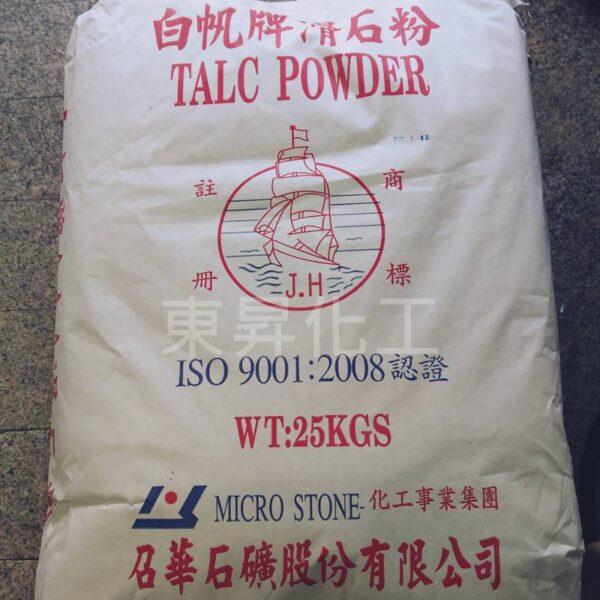 白帆牌滑石粉
TALC POWDER
註冊
商標
J.H
東昇化工
ISO 9001:2008認證
WT:25KGS
MICRO STONE-化工事業集團
召華石礦股份有限公司